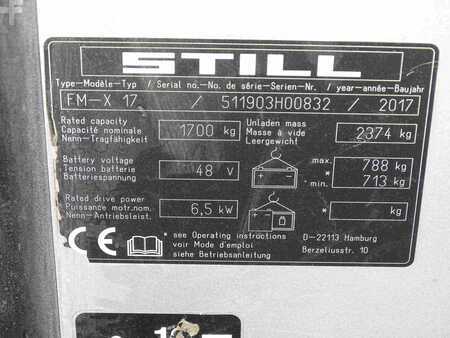 STILL
Type-Modèle-Typ / Serial no.-No. de série-Serien-Nr. / year-année-Baujahr
FM-X 17 / 511903H00832 / 2017
Rated capacity
Capacité nominale 1700 kg
Nenn-Tragfähigkeit
Unladen mass
Masse à vide 2374 kg
Leergewicht
Battery voltage
Tension batterie 48 V
Batteriespannung
max. 788 kg
* *
min. 713 kg
Rated drive power
Puissance motr.nom. 6,5 kW
Nenn-Antriebsleist.
* kg
CE
* see Operating instructions
voir Mode d'emploi
siehe Betriebsanleitung
D-22113 Hamburg
Berzeliusstr. 10